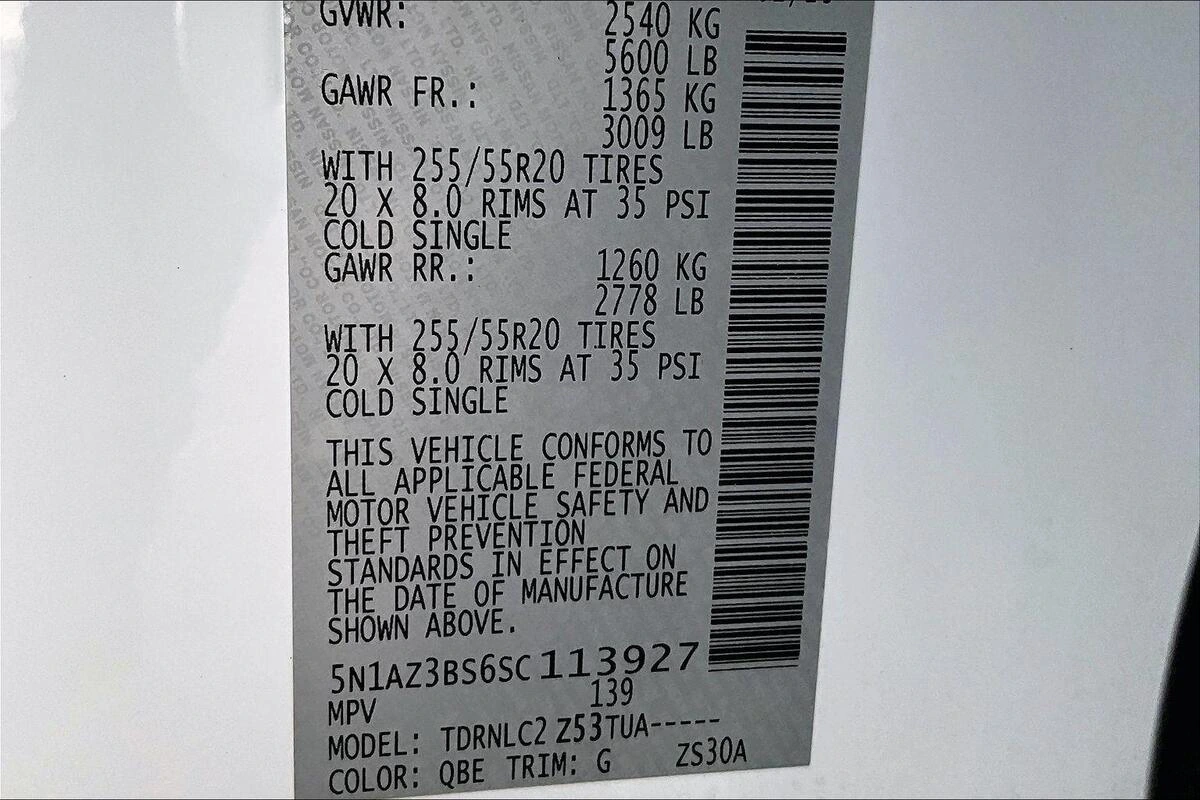 GVWR: 2540 KG
5600 LB
GAWR FR.: 1365 KG
3009 LB
WITH 255/55R20 TIRES
20 X 8.0 RIMS AT 35 PSI
COLD SINGLE
GAWR RR.: 1260 KG
2778 LB
WITH 255/55R20 TIRES
20 X 8.0 RIMS AT 35 PSI
COLD SINGLE
THIS VEHICLE CONFORMS TO
ALL APPLICABLE FEDERAL
MOTOR VEHICLE SAFETY AND
THEFT PREVENTION
STANDARDS IN EFFECT ON
THE DATE OF MANUFACTURE
SHOWN ABOVE.
5N1AZ3BS6SC113927
MPV 139
MODEL: TDRNLC2 Z53TUA-----
COLOR: QBE TRIM: G ZS30A